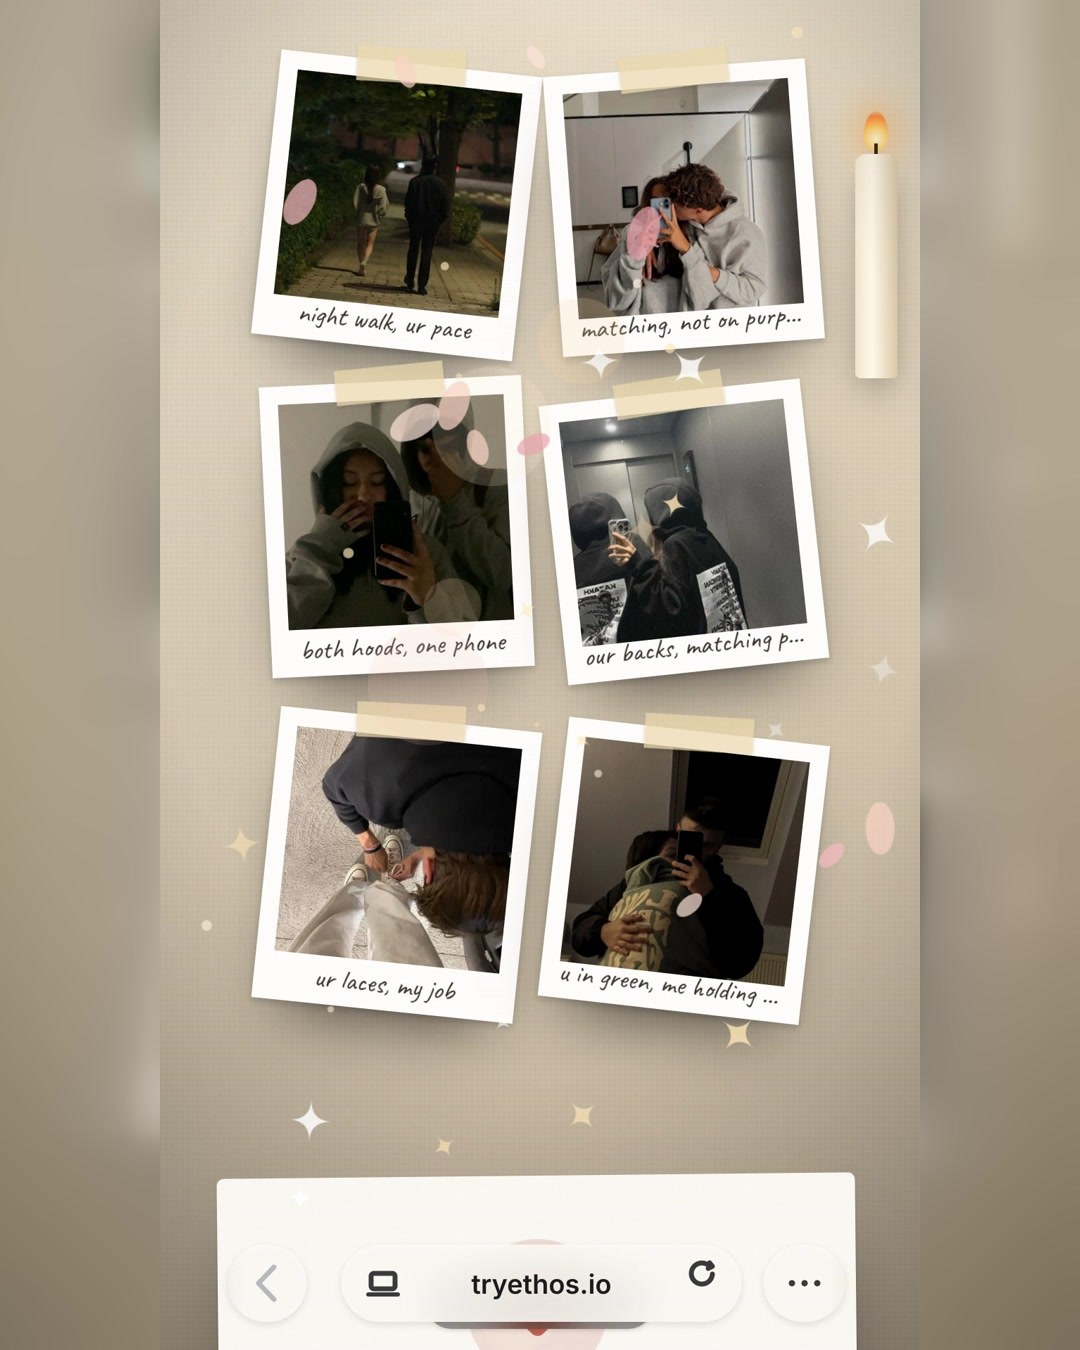 night walk, ur pace
matching, not on purp...
both hoods, one phone
our backs, matching p...
ur laces, my job
u in green, me holding ...
tryethos.io